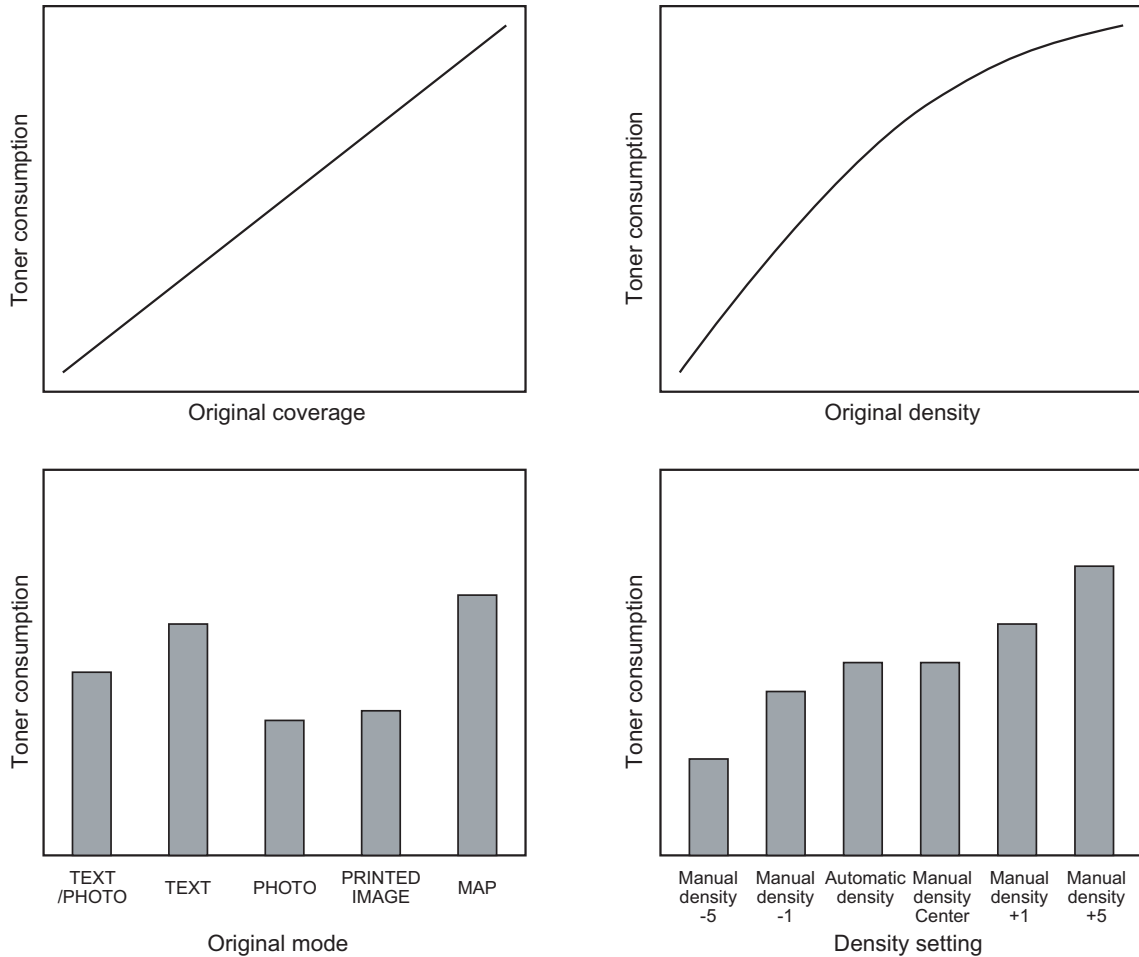 Toner consumption
Original coverage
Toner consumption
Original density
Toner consumption
TEXT
/PHOTO
TEXT
PHOTO
PRINTED
IMAGE
MAP
Original mode
Toner consumption
Manual
density
-5
Manual
density
-1
Automatic
density
Manual
density
Center
Manual
density
+1
Manual
density
+5
Density setting